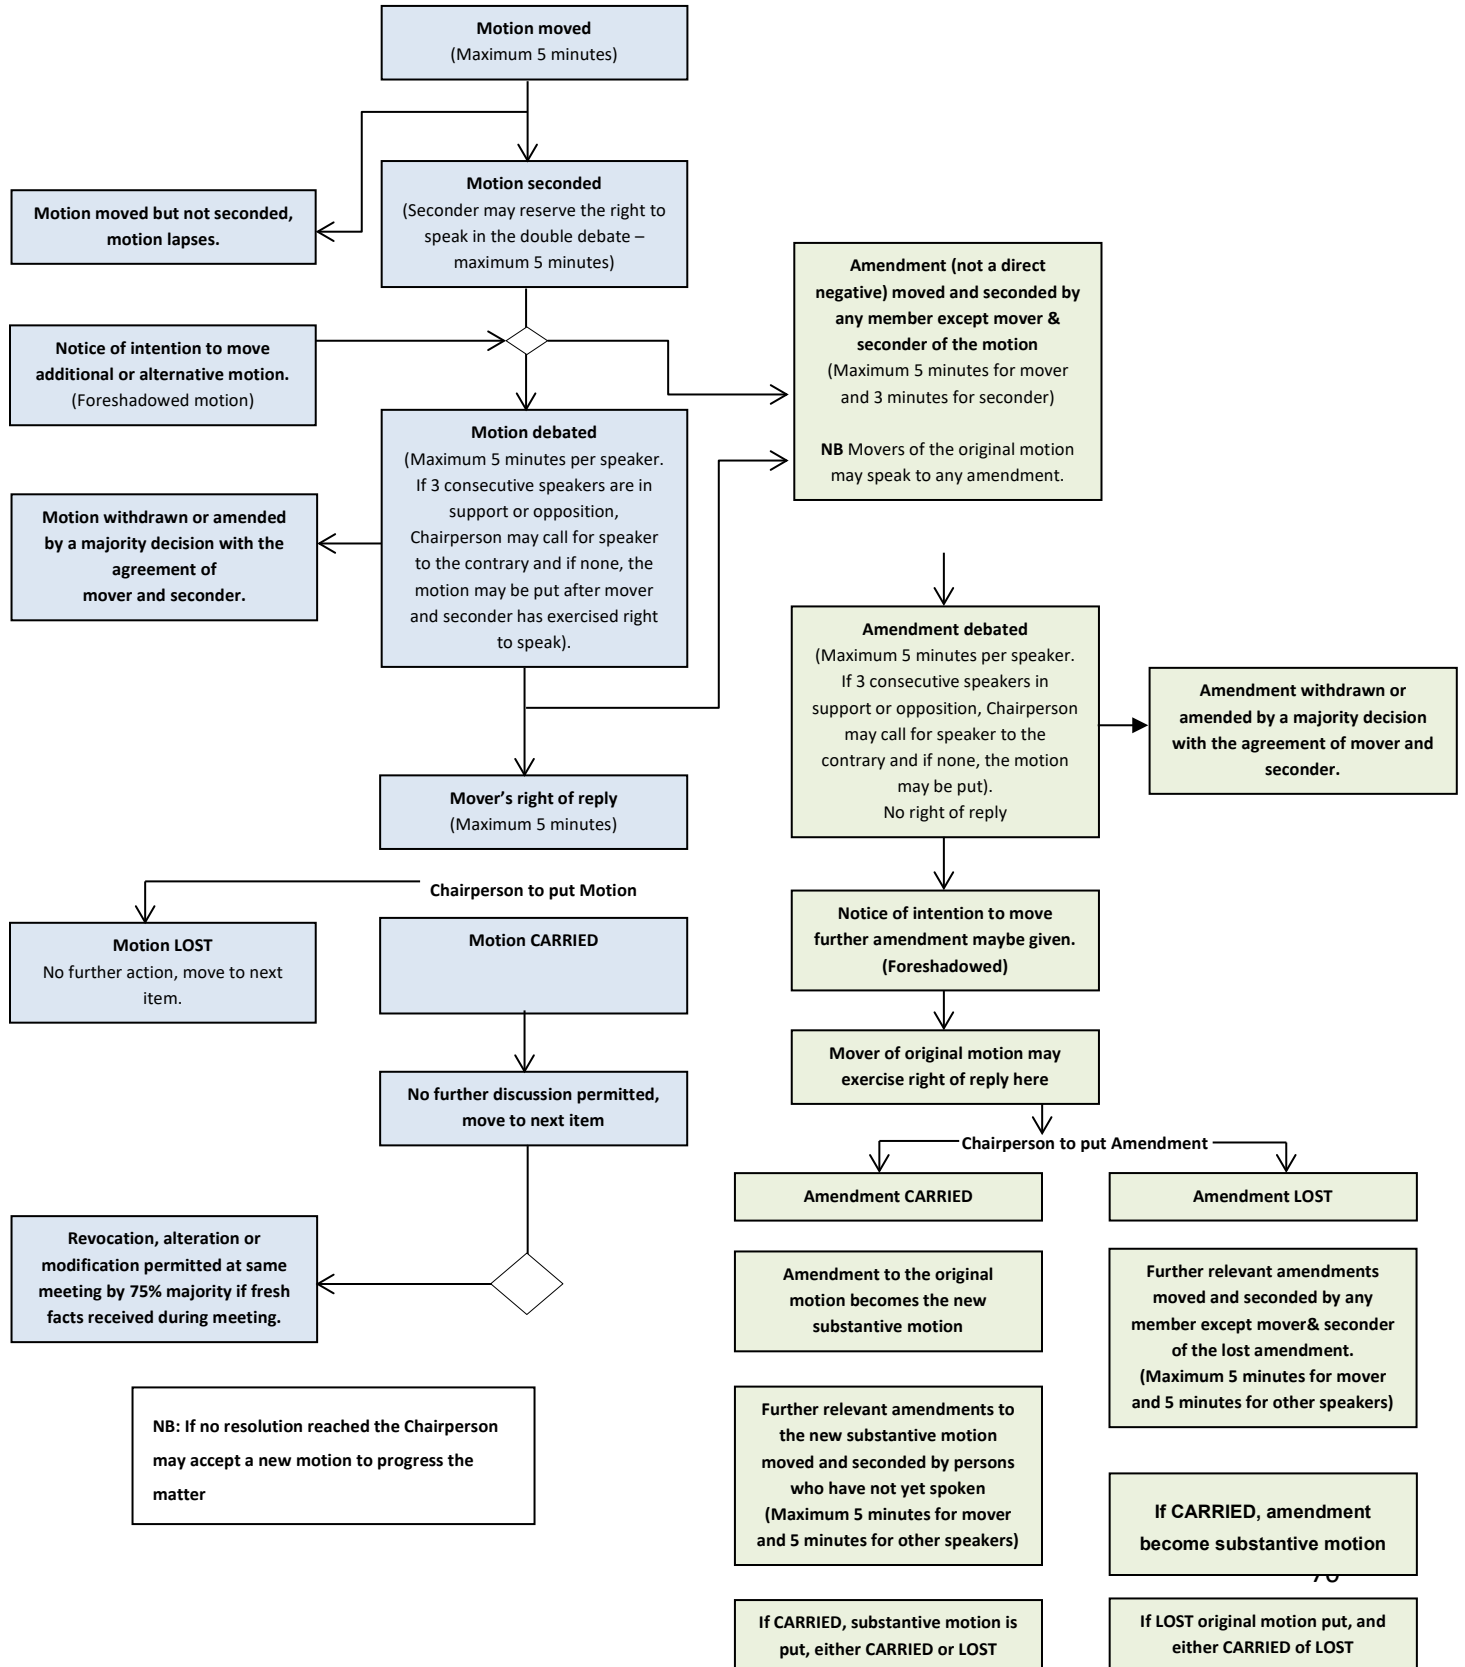 Motion moved
(Maximum 5 minutes)
Motion seconded
(Seconder may reserve the right to
speak in the double debate –
maximum 5 minutes)
Motion moved but not seconded,
motion lapses.
Amendment (not a direct
negative) moved and seconded by
any member except mover &
seconder of the motion
(Maximum 5 minutes for mover
and 3 minutes for seconder)
NB Movers of the original motion
may speak to any amendment.
Notice of intention to move
additional or alternative motion.
(Foreshadowed motion)
Motion debated
(Maximum 5 minutes per speaker.
If 3 consecutive speakers are in
support or opposition,
Chairperson may call for speaker
to the contrary and if none, the
motion may be put after mover
and seconder has exercised right
to speak).
Motion withdrawn or amended
by a majority decision with the
agreement of
mover and seconder.
Amendment debated
(Maximum 5 minutes per speaker.
If 3 consecutive speakers in
support or opposition, Chairperson
may call for speaker to the
contrary and if none, the motion
may be put).
No right of reply
Amendment withdrawn or
amended by a majority decision
with the agreement of mover and
seconder.
Mover’s right of reply
(Maximum 5 minutes)
Chairperson to put Motion
Motion LOST
No further action, move to next
item.
Motion CARRIED
Notice of intention to move
further amendment maybe given.
(Foreshadowed)
Mover of original motion may
exercise right of reply here
No further discussion permitted,
move to next item
Chairperson to put Amendment
Amendment CARRIED
Amendment LOST
Revocation, alteration or
modification permitted at same
meeting by 75% majority if fresh
facts received during meeting.
Amendment to the original
motion becomes the new
substantive motion
Further relevant amendments
moved and seconded by any
member except mover& seconder
of the lost amendment.
(Maximum 5 minutes for mover
and 5 minutes for other speakers)
NB: If no resolution reached the Chairperson
may accept a new motion to progress the
matter
Further relevant amendments to
the new substantive motion
moved and seconded by persons
who have not yet spoken
(Maximum 5 minutes for mover
and 5 minutes for other speakers)
If CARRIED, amendment
become substantive motion
If CARRIED, substantive motion is
put, either CARRIED or LOST
If LOST original motion put, and
either CARRIED of LOST